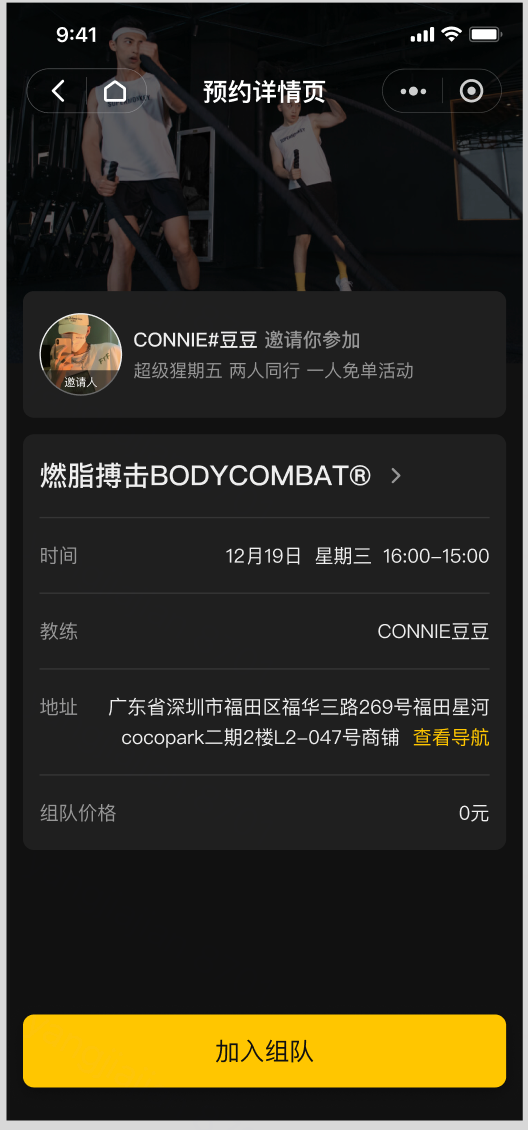 9:41
预约详情页
CONNIE#豆豆 邀请你参加
超级猩期五 两人同行 一人免单活动
邀请人
燃脂搏击BODYCOMBAT®
时间 12月19日 星期三 16:00-15:00
教练 CONNIE豆豆
地址 广东省深圳市福田区福华三路269号福田星河
cocopark二期2楼L2-047号商铺 查看导航
组队价格 0元
加入组队